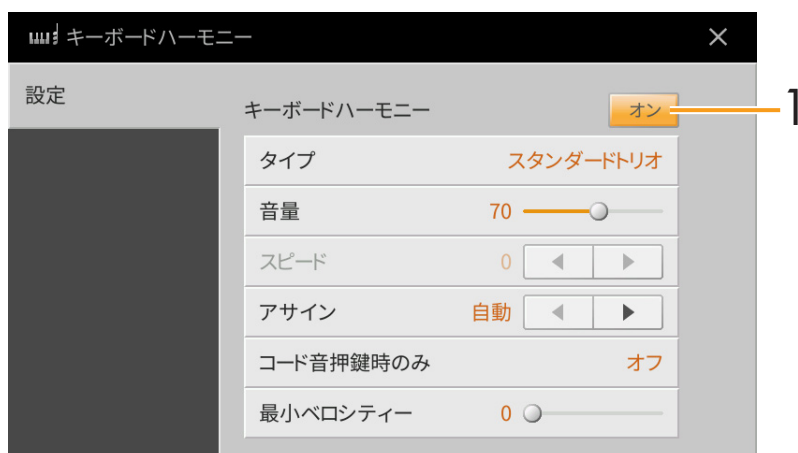 キーボードハーモニー
設定
キーボードハーモニー オン 1
タイプ スタンダードトリオ
音量 70
スピード 0
アサイン 自動
コード音押鍵時のみ オフ
最小ベロシティー 0